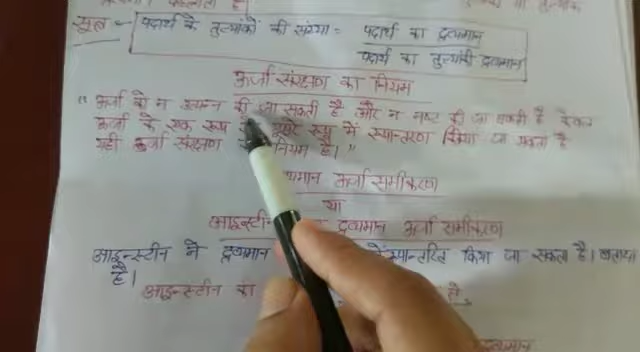 सूत्र - पदार्थ के तुल्यांकों की संख्या = पदार्थ का द्रव्यमान
पदार्थ का तुल्यांकी द्रव्यमान
ऊर्जा संरक्षण का नियम
" ऊर्जा को न उत्पन्न की जा सकती है और न नष्ट की जा सकती है केवल
ऊर्जा के एक रूप दूसरे रूप में रूपान्तरण किया जा सकता है
यही ऊर्जा संरक्षण नियम है। "
ऊर्जा समीकरण
या
द्रव्यमान ऊर्जा समीकरण
आइन्स्टीन ने द्रव्यमान किया जा सकता है। बताया
है।
आइन्स्टीन का
द्रव्यमान